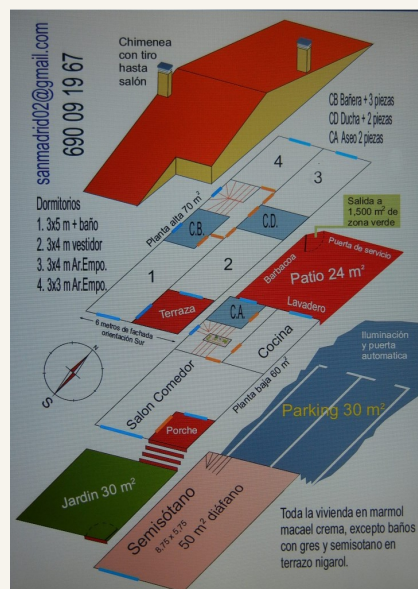 sanmadrid02@gmail.com
690 09 19 67
Chimenea
con tiro
hasta
salón
CB Bañera + 3 piezas
CD Ducha + 2 piezas
CA Aseo 2 piezas
Dormitorios
1. 3x5 m + baño
2. 3x4 m vestidor
3. 3x4 m Ar.Empo.
4. 3x3 m Ar.Empo.
Planta alta 70 m²
4
3
C.B.
C.D.
1
2
Terraza
Salida a
1,500 m² de
zona verde
Puerta de servicio
Barbacoa
Patio 24 m²
Lavadero
6 metros de fachada
orientación Sur
C.A.
Cocina
Salon Comedor
Planta baja 60 m²
Porche
S
Iluminación
y puerta
automatica
Parking 30 m²
Jardin 30 m²
Semisótano
8,75 x 5,75
50 m² diáfano
Toda la vivienda en marmol
macael crema, excepto baños
con gres y semisotano en
terrazo nigarol.